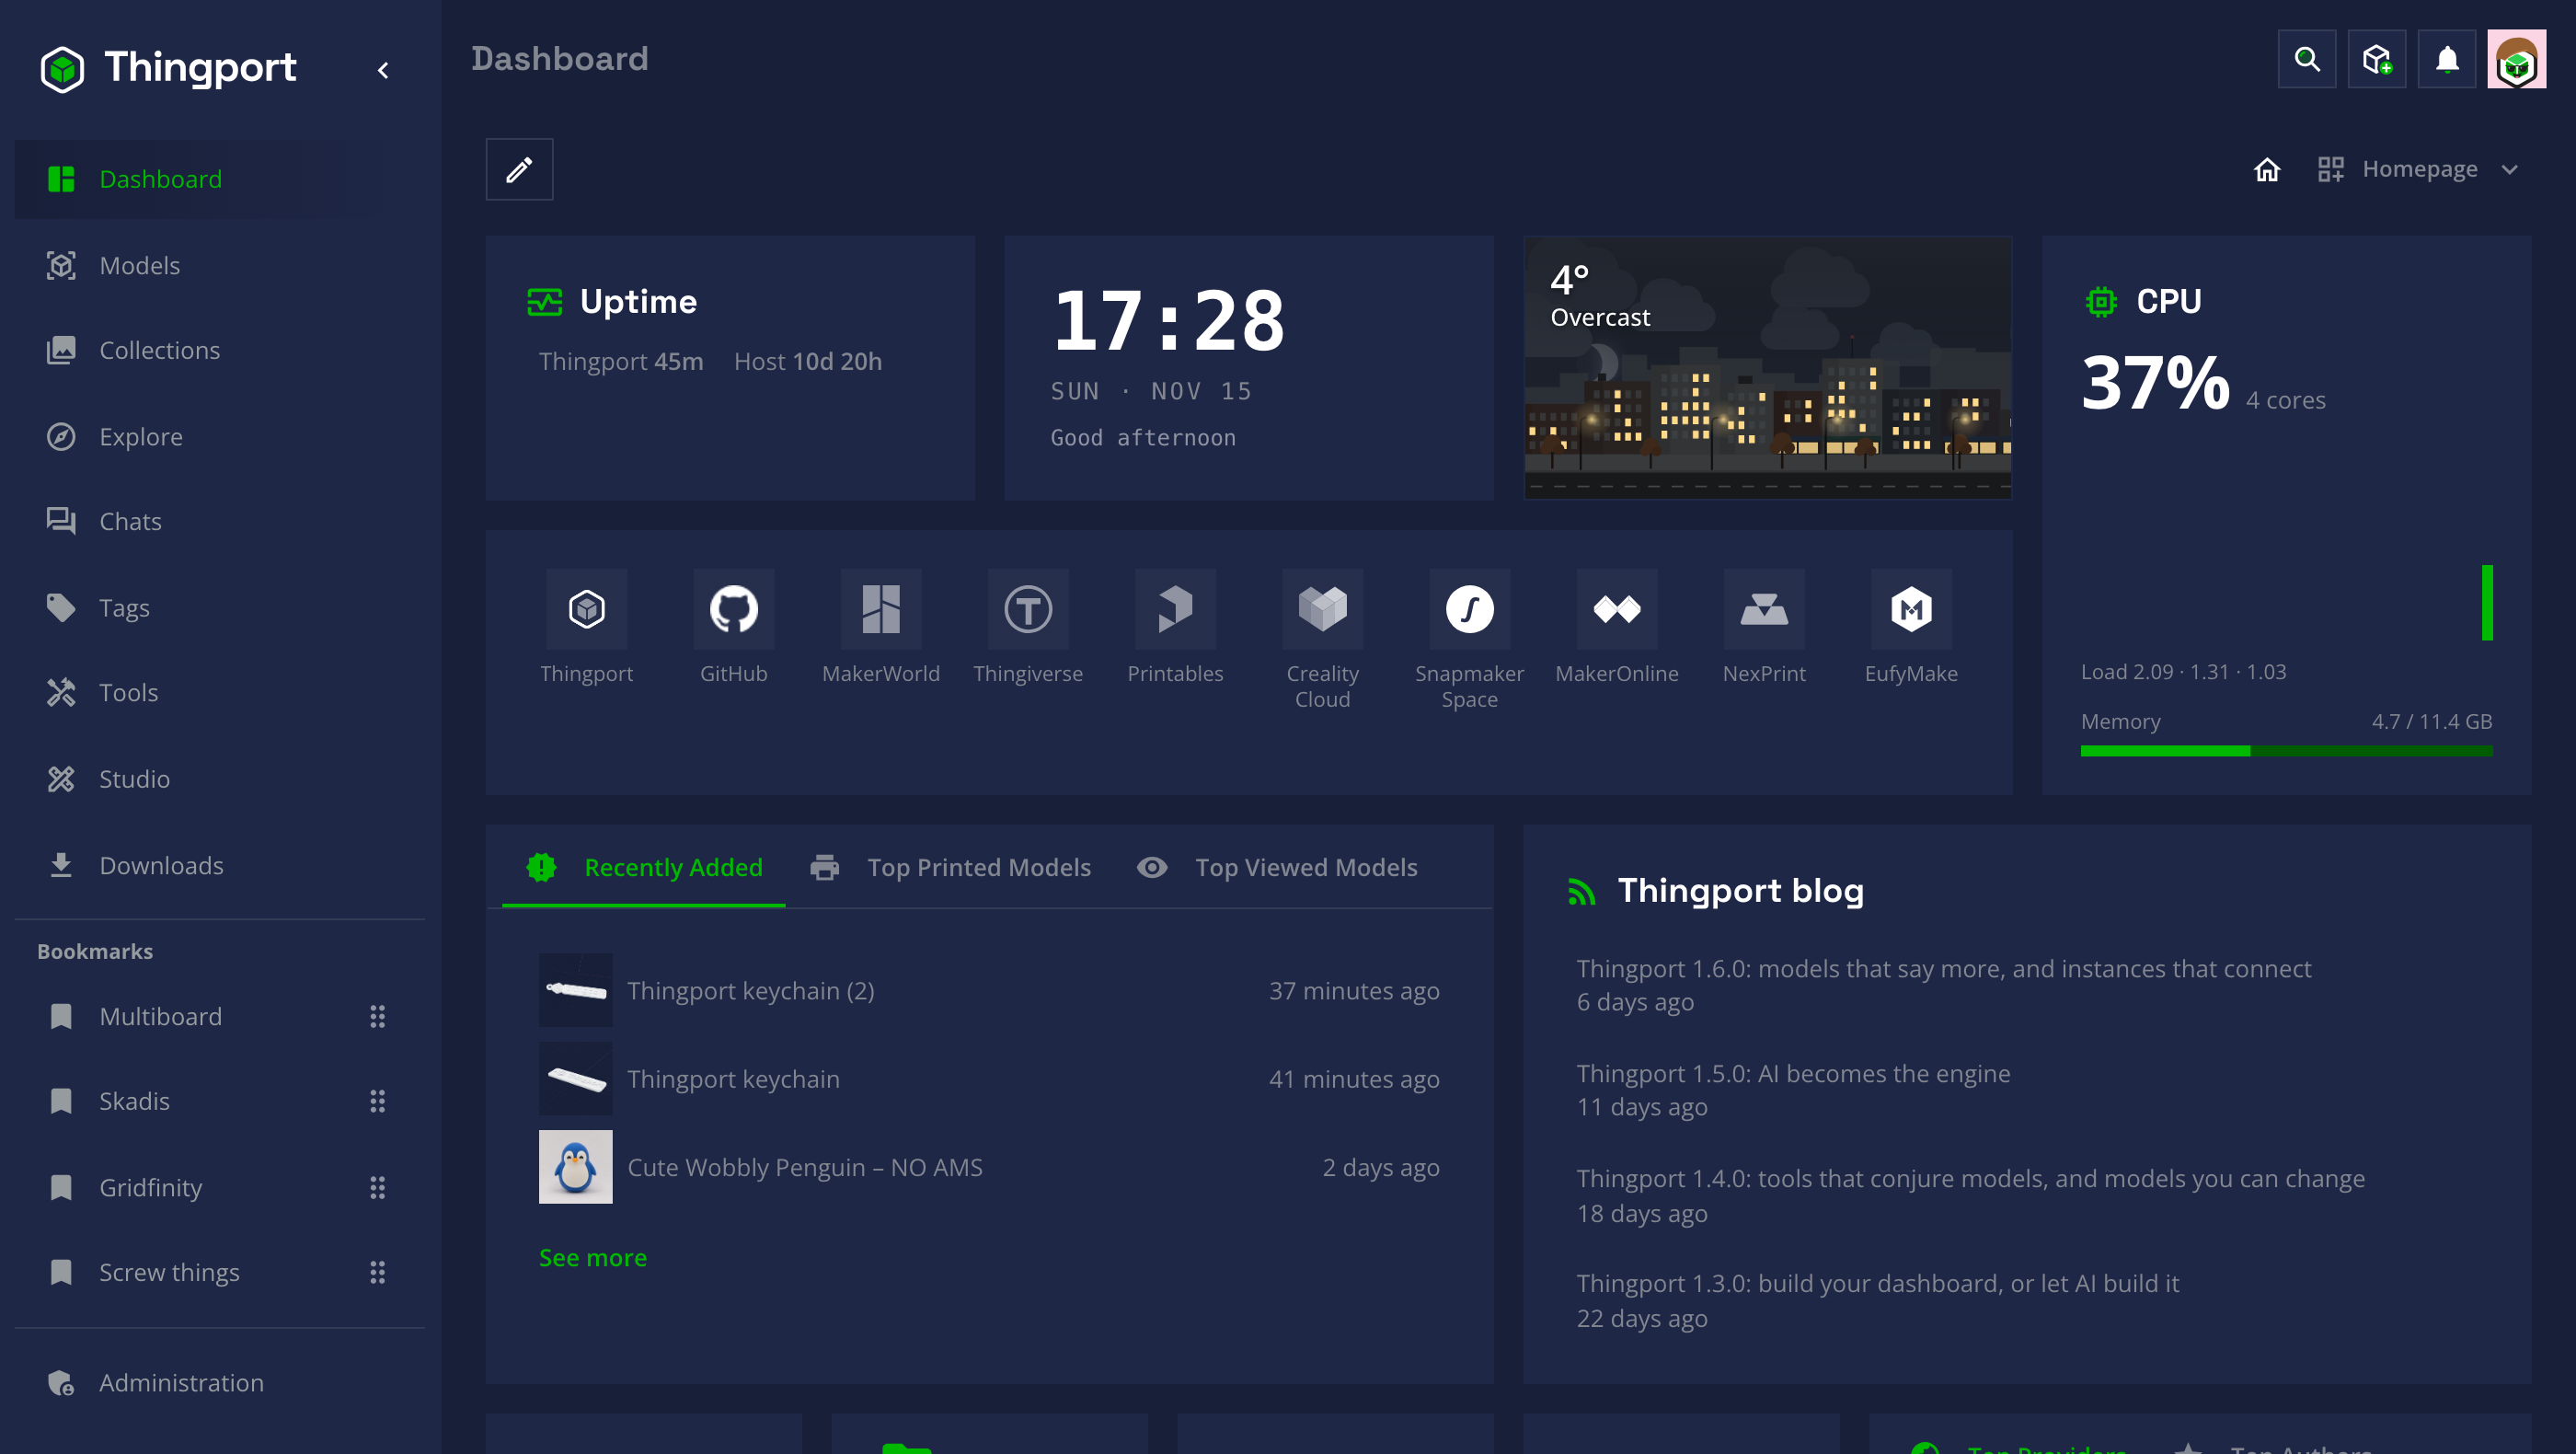 Thingport
Dashboard
Models
Collections
Explore
Chats
Tags
Tools
Studio
Downloads
Bookmarks
Multiboard
Skadis
Gridfinity
Screw things
Administration
Dashboard
Homepage
Uptime
Thingport 45m Host 10d 20h
17:28
SUN · NOV 15
Good afternoon
4°
Overcast
CPU
37% 4 cores
Load 2.09 · 1.31 · 1.03
Memory 4.7 / 11.4 GB
Thingport
GitHub
MakerWorld
Thingiverse
Printables
Creality
Cloud
Snapmaker
Space
MakerOnline
NexPrint
EufyMake
Recently Added
Top Printed Models
Top Viewed Models
Thingport keychain (2) 37 minutes ago
Thingport keychain 41 minutes ago
Cute Wobbly Penguin – NO AMS 2 days ago
See more
Thingport blog
Thingport 1.6.0: models that say more, and instances that connect
6 days ago
Thingport 1.5.0: AI becomes the engine
11 days ago
Thingport 1.4.0: tools that conjure models, and models you can change
18 days ago
Thingport 1.3.0: build your dashboard, or let AI build it
22 days ago
Top Providers
Top Authors